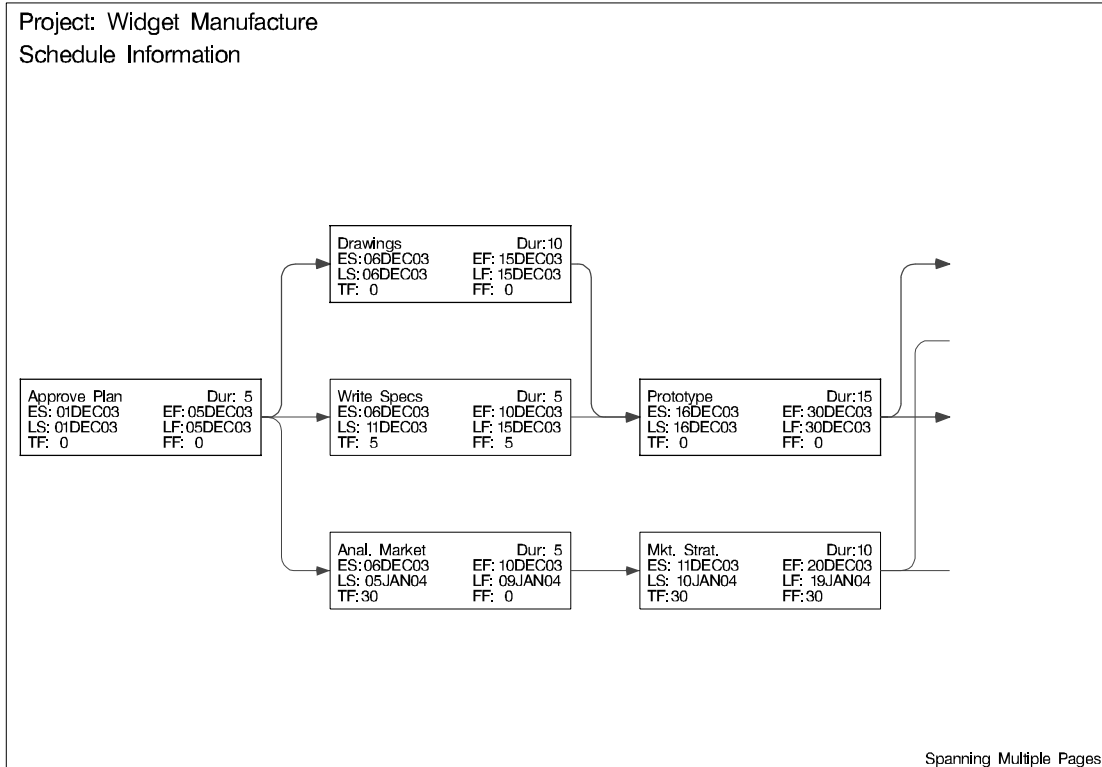 Project: Widget Manufacture
Schedule Information
Drawings Dur:10
ES:06DEC03 EF:15DEC03
LS:06DEC03 LF:15DEC03
TF: 0 FF: 0
Approve Plan Dur: 5
ES: 01DEC03 EF:05DEC03
LS: 01DEC03 LF:05DEC03
TF: 0 FF: 0
Write Specs Dur: 5
ES:06DEC03 EF:10DEC03
LS: 11DEC03 LF:15DEC03
TF: 5 FF: 5
Prototype Dur:15
ES: 16DEC03 EF:30DEC03
LS: 16DEC03 LF:30DEC03
TF: 0 FF: 0
Anal. Market Dur: 5
ES:06DEC03 EF:10DEC03
LS: 05JAN04 LF: 09JAN04
TF:30 FF: 0
Mkt. Strat. Dur:10
ES: 11DEC03 EF:20DEC03
LS: 10JAN04 LF: 19JAN04
TF:30 FF:30
Spanning Multiple Pages